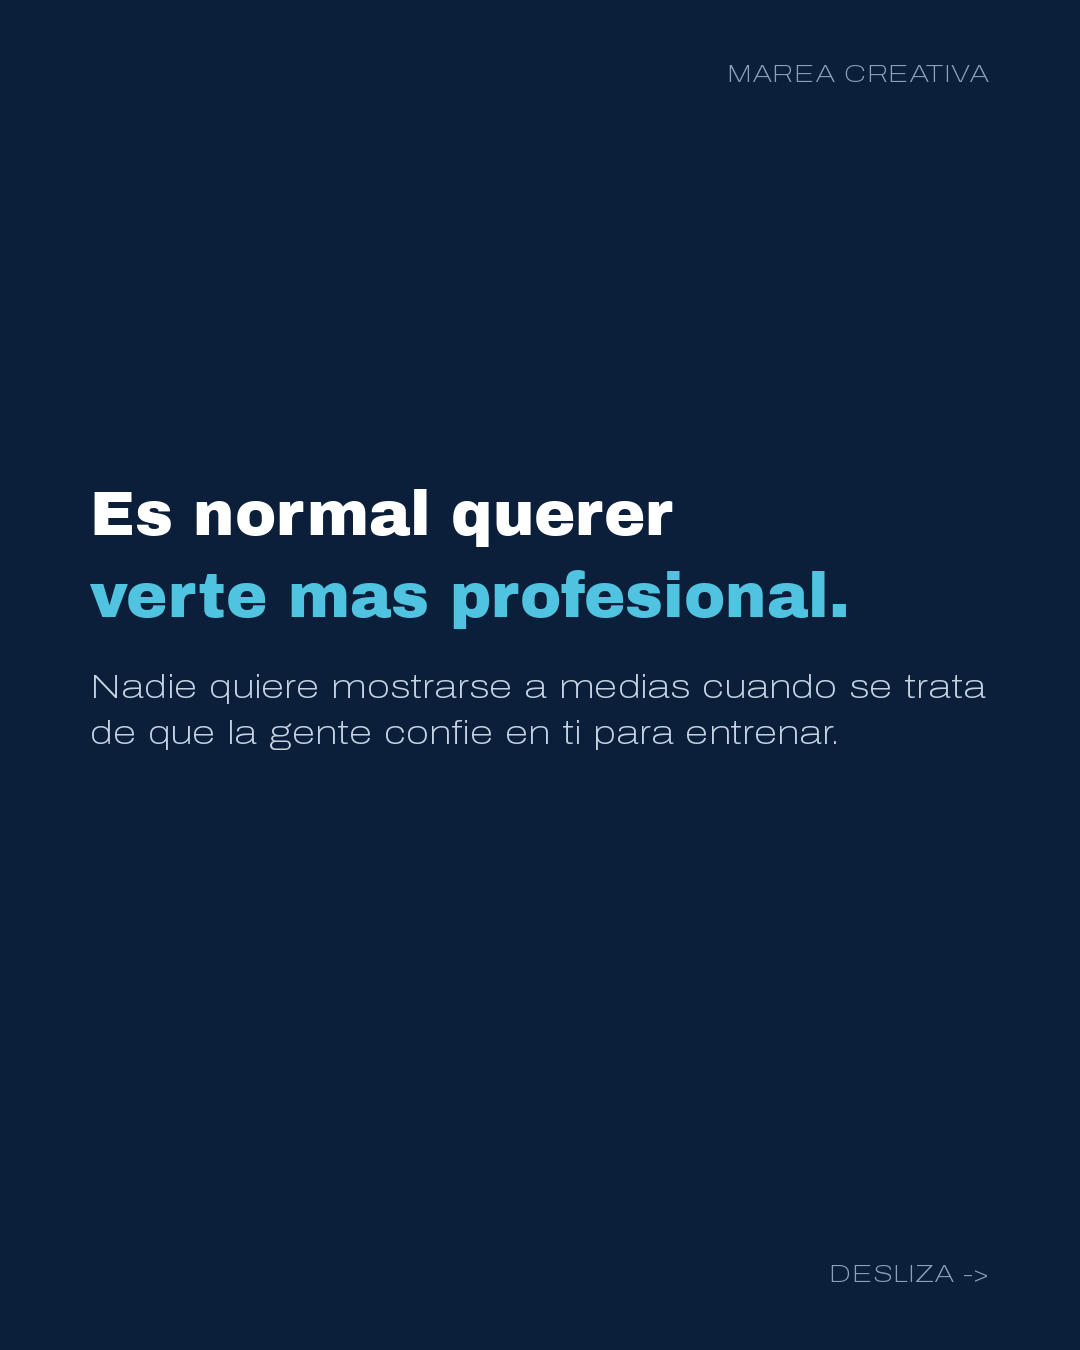 MAREA CREATIVA
Es normal querer
verte mas profesional.
Nadie quiere mostrarse a medias cuando se trata
de que la gente confie en ti para entrenar.
DESLIZA ->